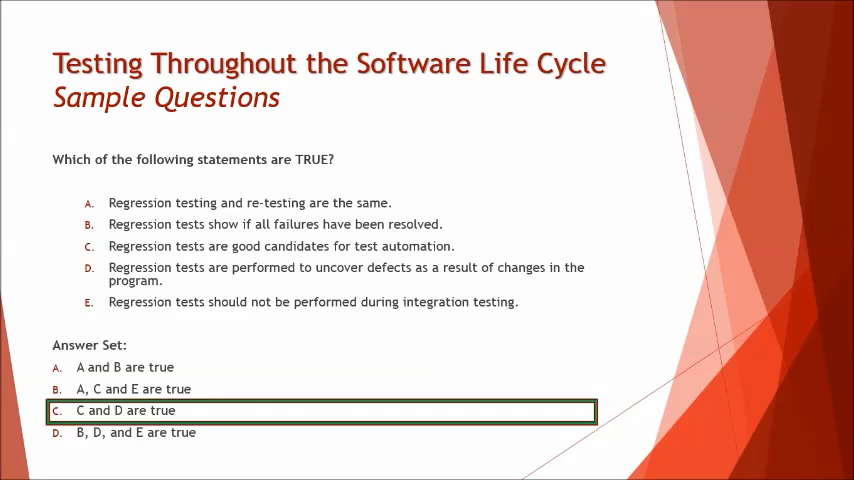 Testing Throughout the Software Life Cycle
Sample Questions
Which of the following statements are TRUE?
A. Regression testing and re-testing are the same.
B. Regression tests show if all failures have been resolved.
C. Regression tests are good candidates for test automation.
D. Regression tests are performed to uncover defects as a result of changes in the
program.
E. Regression tests should not be performed during integration testing.
Answer Set:
A. A and B are true
B. A, C and E are true
C. C and D are true
D. B, D, and E are true